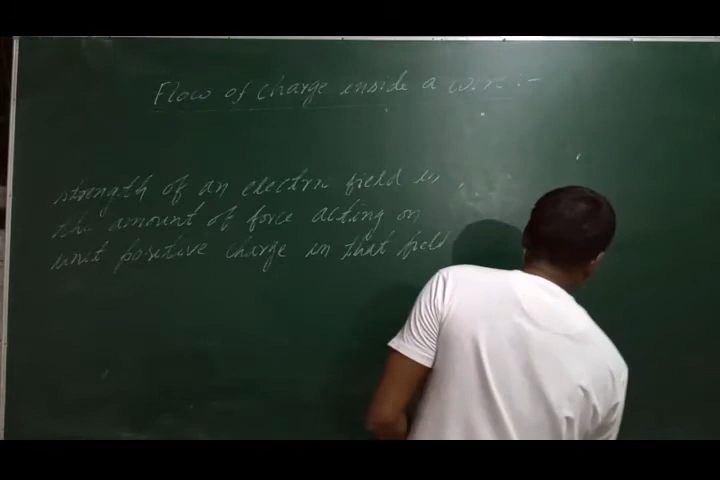 Flow of charge inside a wire :-
strength of an electric field is
the amount of force acting on
unit positive charge in that field